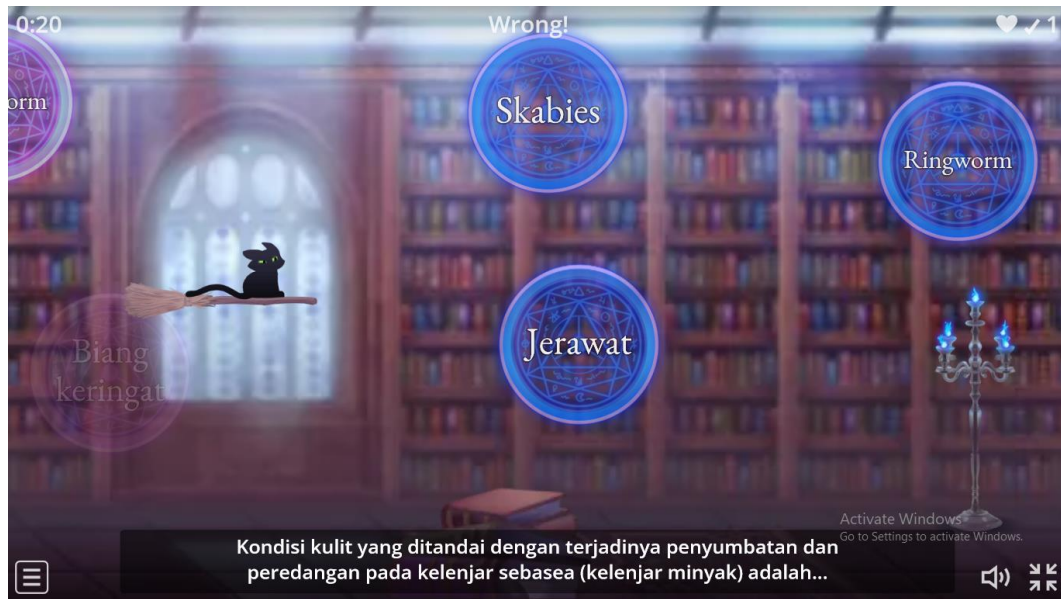 0:20
Wrong!
1
orm
Skabies
Ringworm
Jerawat
Biang
keringat
Activate Windows
Go to Settings to activate Windows.
Kondisi kulit yang ditandai dengan terjadinya penyumbatan dan
peredangan pada kelenjar sebasea (kelenjar minyak) adalah...